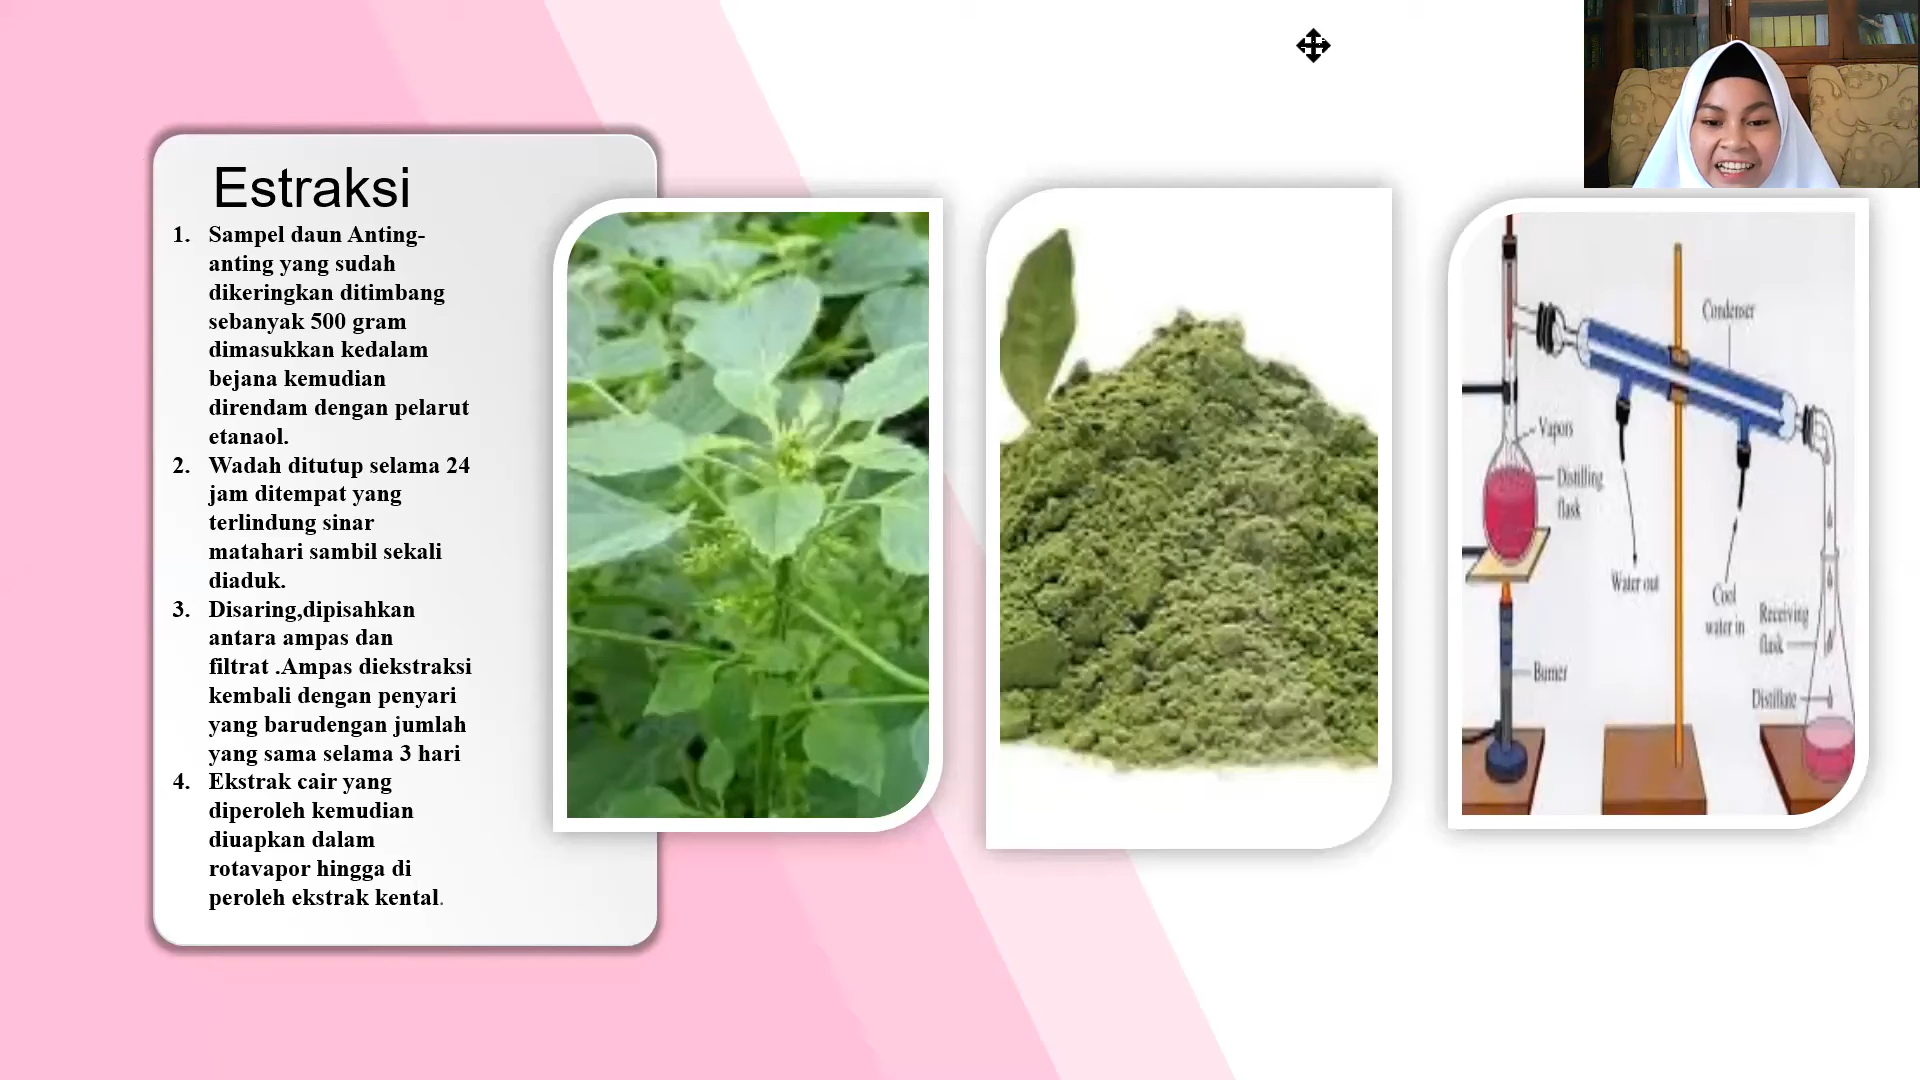 Estraksi
1. Sampel daun Anting-
anting yang sudah
dikeringkan ditimbang
sebanyak 500 gram
dimasukkan kedalam
bejana kemudian
direndam dengan pelarut
etanaol.
2. Wadah ditutup selama 24
jam ditempat yang
terlindung sinar
matahari sambil sekali
diaduk.
3. Disaring,dipisahkan
antara ampas dan
filtrat .Ampas diekstraksi
kembali dengan penyari
yang barudengan jumlah
yang sama selama 3 hari
4. Ekstrak cair yang
diperoleh kemudian
diuapkan dalam
rotavapor hingga di
peroleh ekstrak kental.
Condenser
Vapors
Distilling
flask
Water out
Cool
water in
Receiving
flask
Burner
Distillate